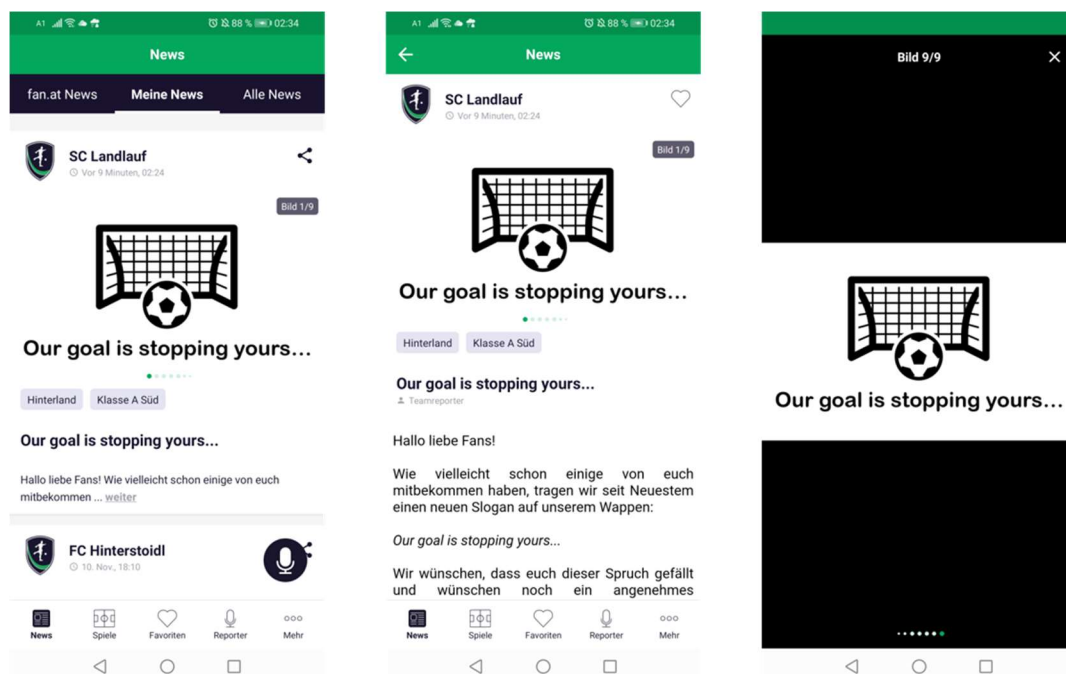 A1 88 % 02:34
News
fan.at News Meine News Alle News
SC Landlauf
Vor 9 Minuten, 02:24
Bild 1/9
Our goal is stopping yours...
Hinterland Klasse A Süd
Our goal is stopping yours...
Hallo liebe Fans! Wie vielleicht schon einige von euch
mitbekommen ... weiter
FC Hinterstoidl
10. Nov., 18:10
News Spiele Favoriten Reporter Mehr
A1 88 % 02:34
News
SC Landlauf
Vor 9 Minuten, 02:24
Bild 1/9
Our goal is stopping yours...
Hinterland Klasse A Süd
Our goal is stopping yours...
Teamreporter
Hallo liebe Fans!
Wie vielleicht schon einige von euch
mitbekommen haben, tragen wir seit Neuestem
einen neuen Slogan auf unserem Wappen:
Our goal is stopping yours...
Wir wünschen, dass euch dieser Spruch gefällt
und wünschen noch ein angenehmes
News Spiele Favoriten Reporter Mehr
Bild 9/9
Our goal is stopping yours...